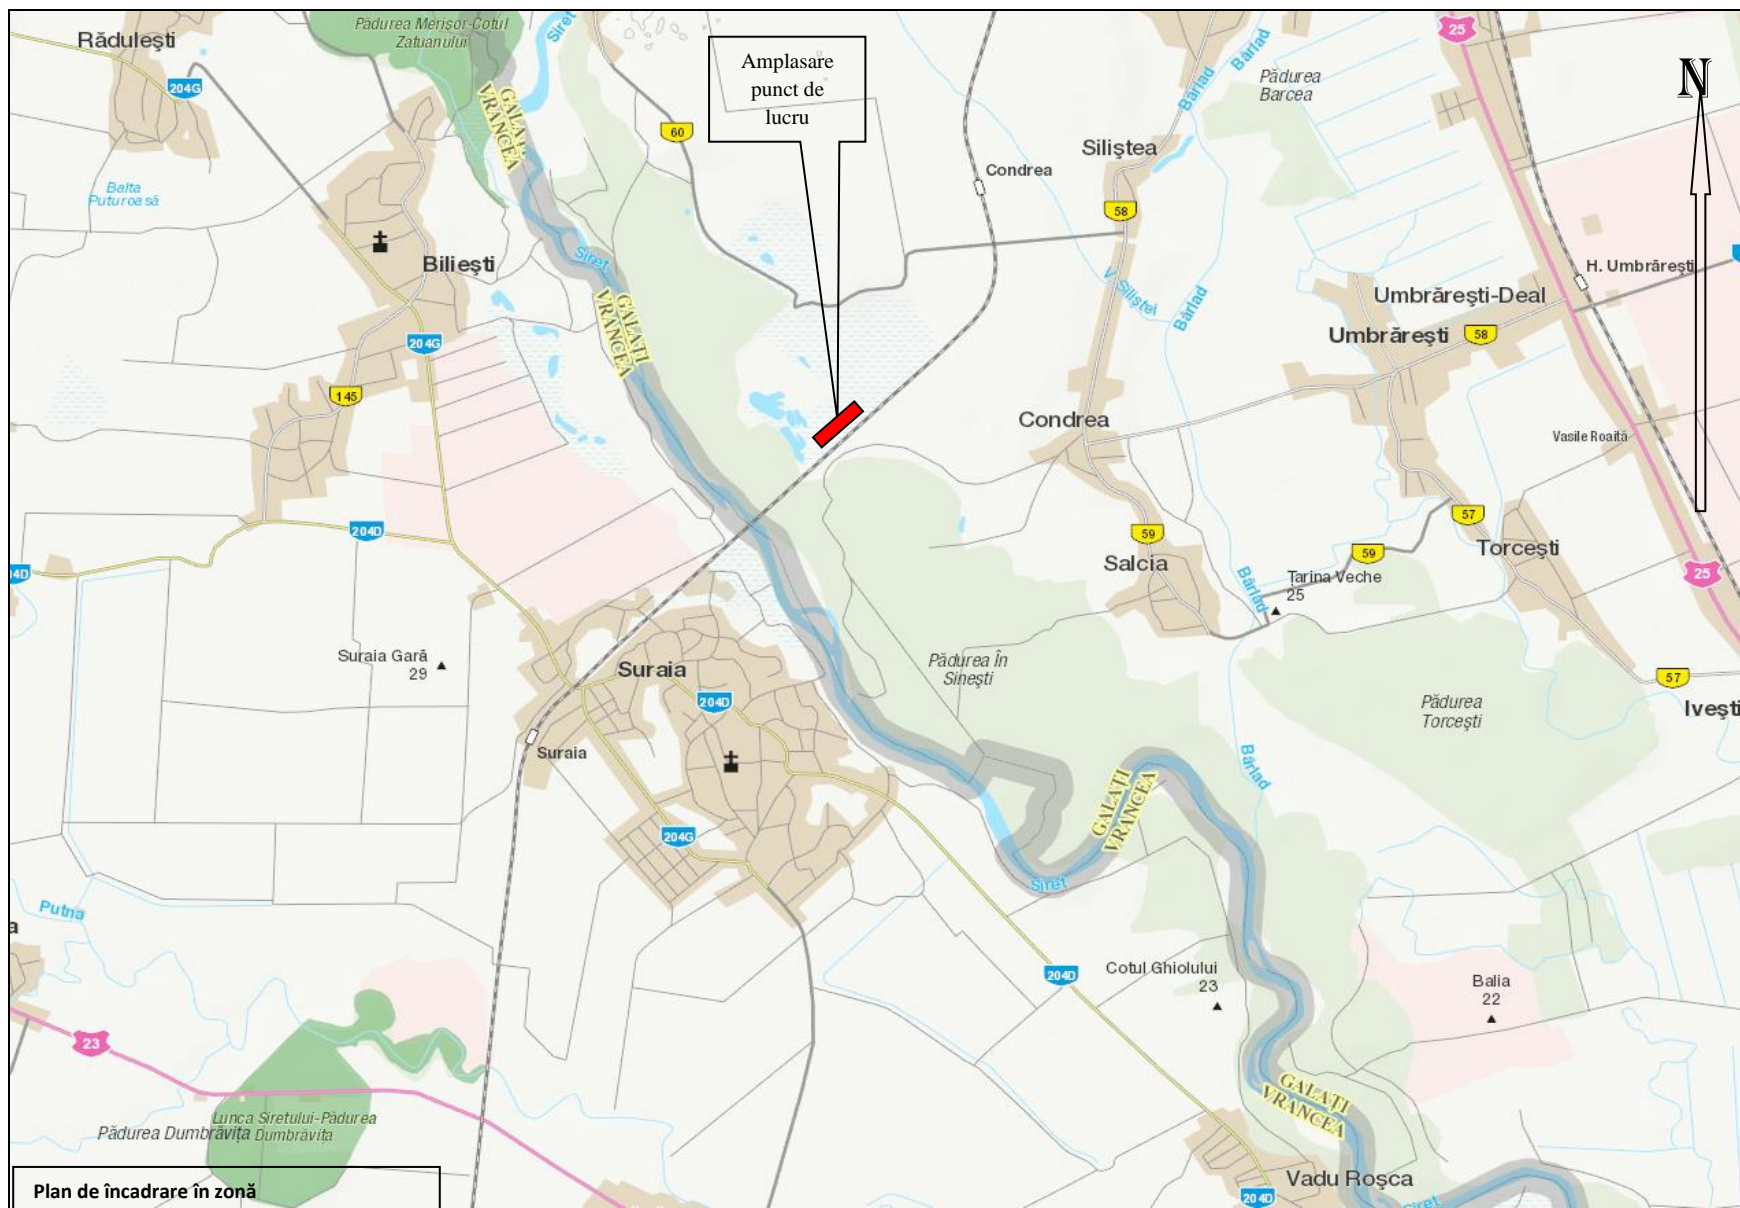 Rădulești
Pădurea Merișor-Cotul
Zatuanului
Siret
Amplasare
punct de
lucru
25
N
Bârlad
Bârlad
Pădurea
Barcea
204G
GALAȚI
VRANCEA
60
Condrea
Siliștea
Balta
Puturoasă
58
Biliești
Siret
H. Umbrărești
V. Siliștei
Bârlad
Umbrărești-Deal
GALAȚI
VRANCEA
Umbrărești
58
204G
145
Condrea
Vasile Roaită
204D
59
57
Torcești
Salcia
59
4D
Bârlad
Țarina Veche
25
25
Suraia Gară
29
Suraia
Pădurea În
Sinești
57
204D
Pădurea
Torcești
Ivești
Suraia
Bârlad
GALAȚI
VRANCEA
204G
Siret
Putna
a
204D
Cotul Ghiolului
23
Balia
22
23
GALAȚI
VRANCEA
Lunca Siretului-Pădurea
Dumbrăvița
Pădurea Dumbrăvița
Vadu Roșca
Plan de încadrare în zonă
204D
Siret